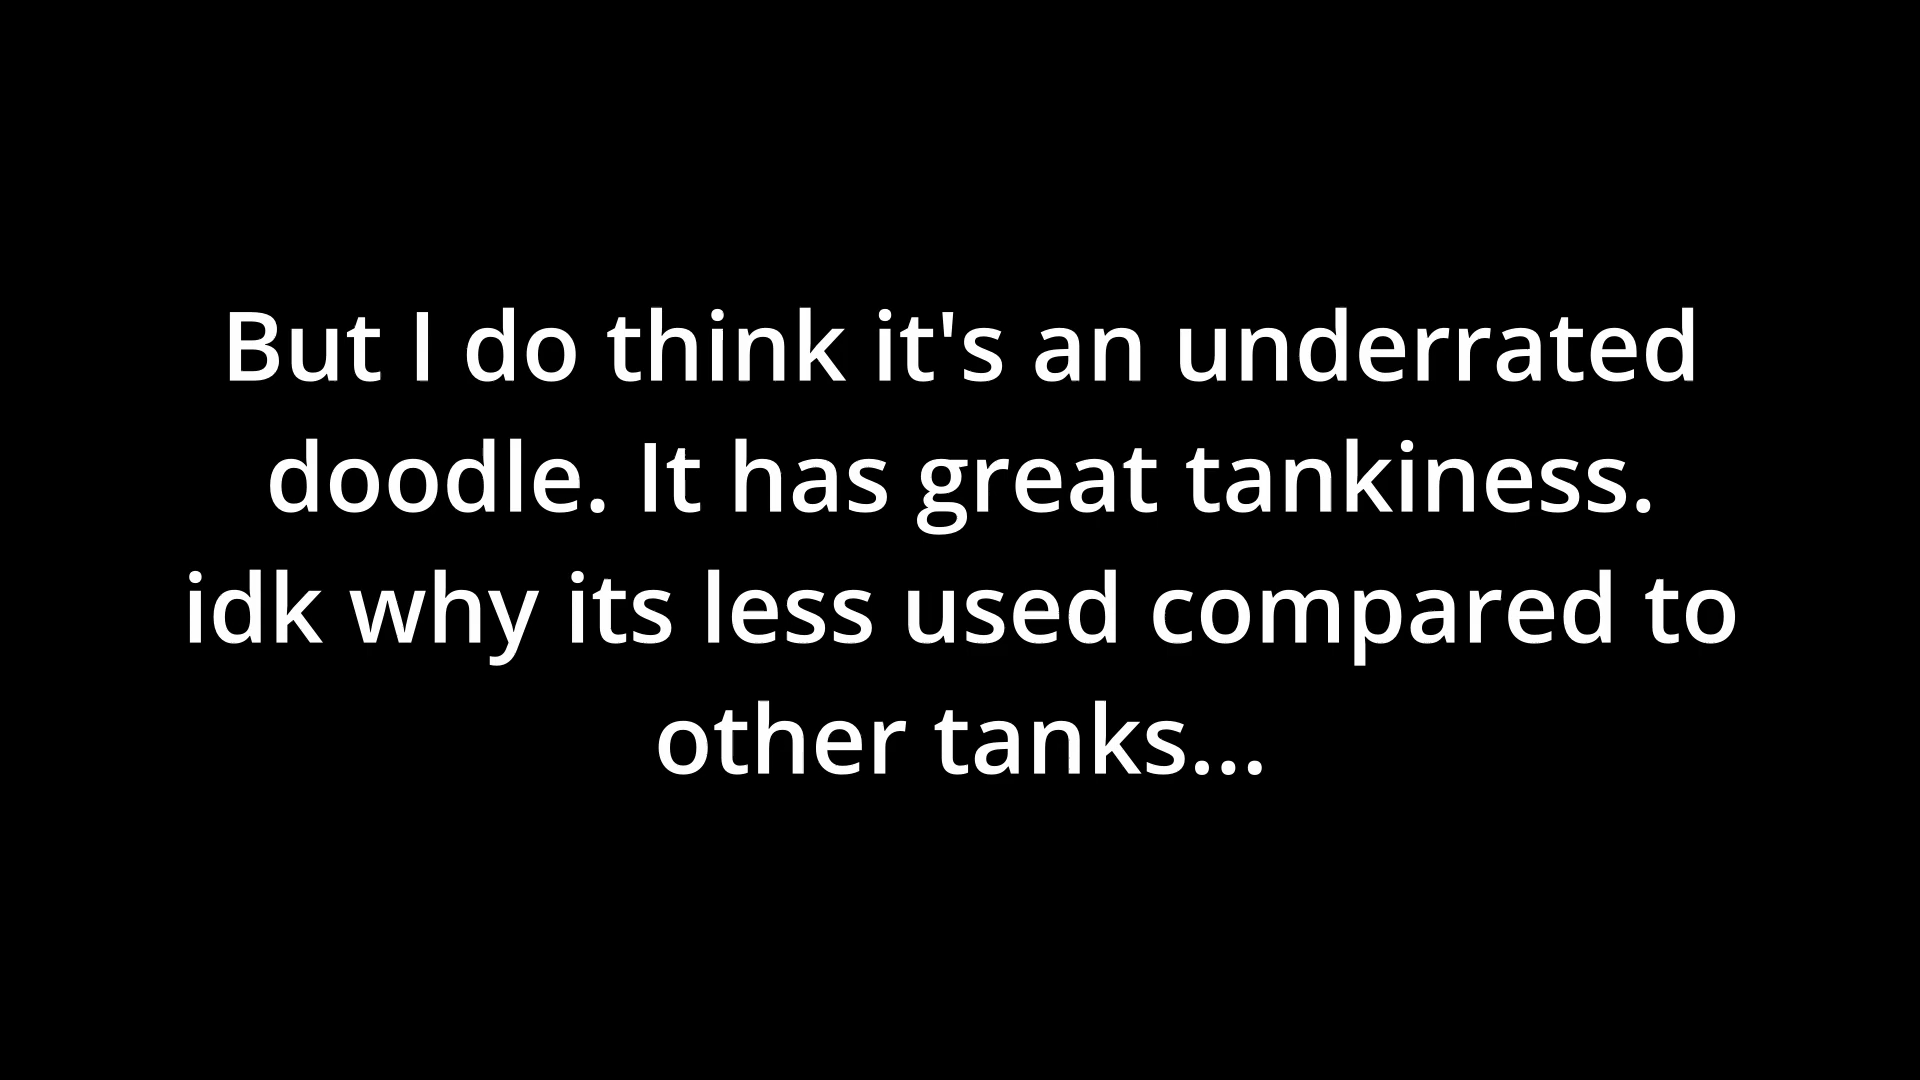 But I do think it's an underrated
doodle. It has great tankiness.
idk why its less used compared to
other tanks...